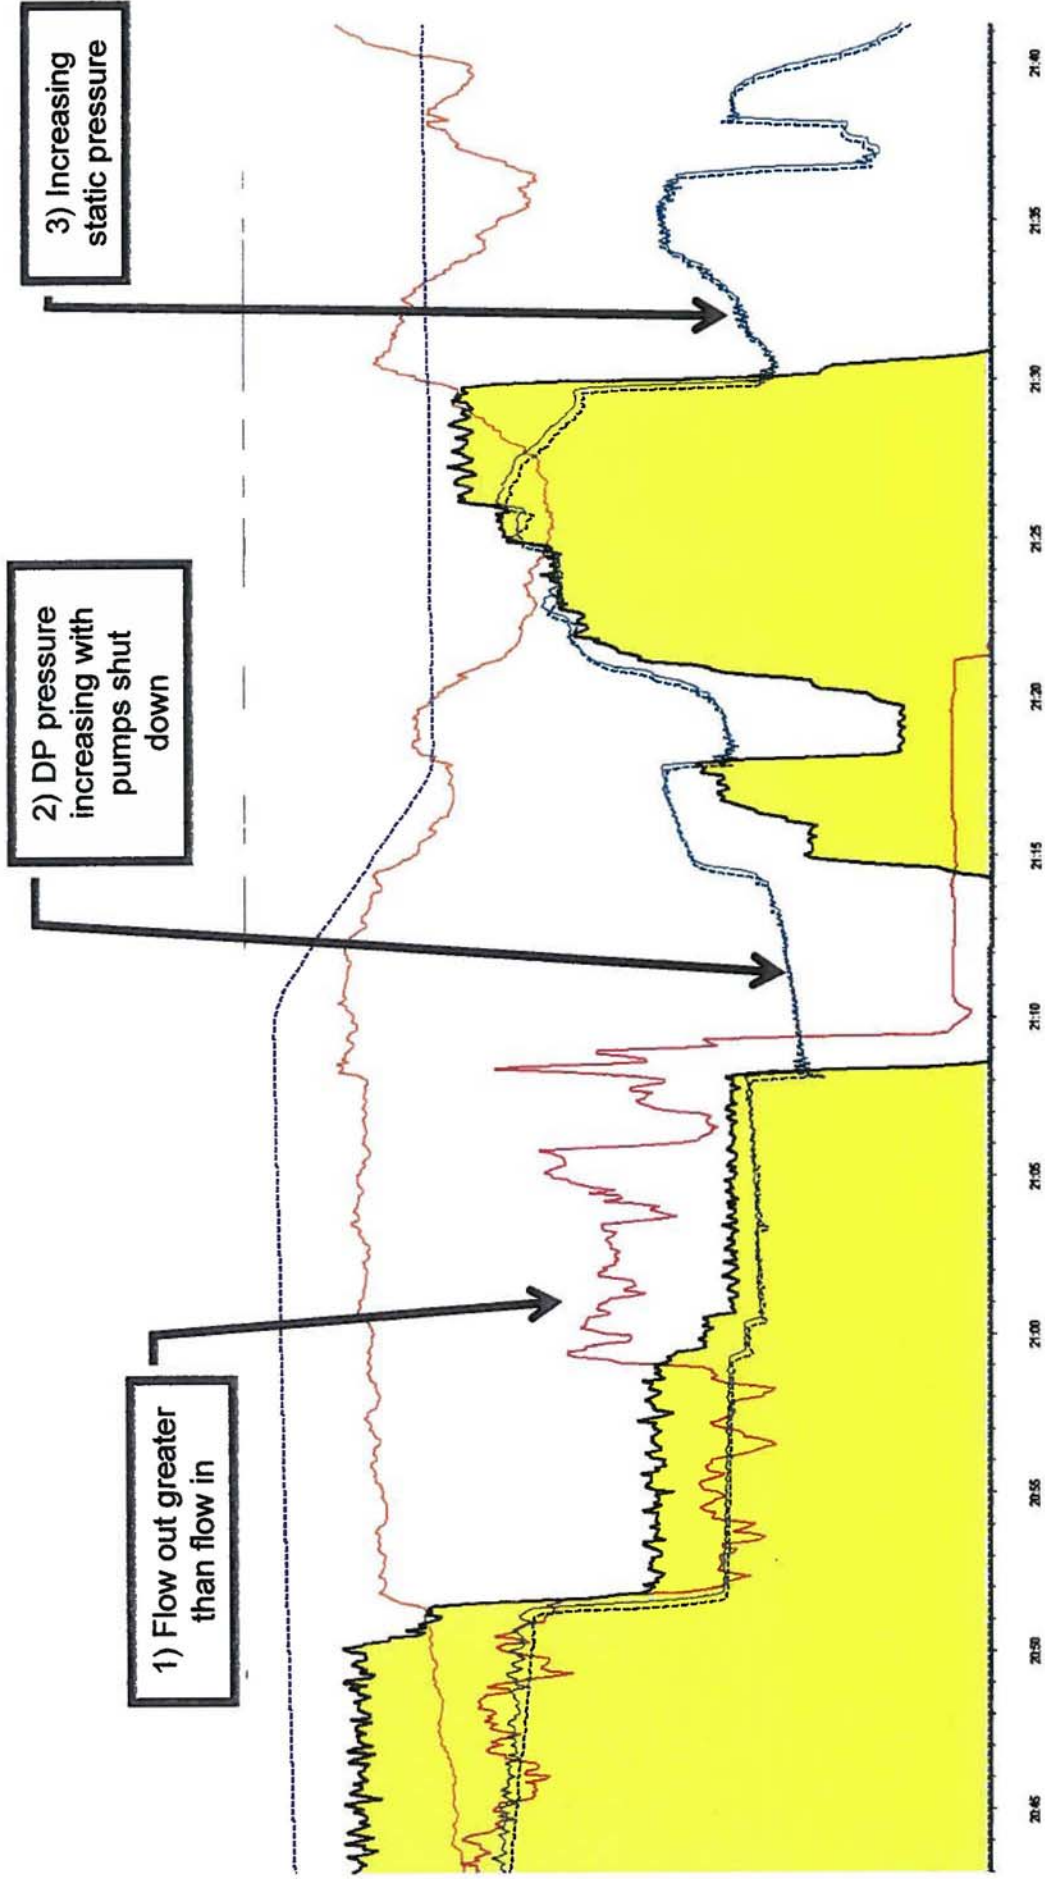 1) Flow out greater
than flow in
2) DP pressure
increasing with
pumps shut
down
3) Increasing
static pressure
20:45
20:50
20:55
21:00
21:05
21:10
21:15
21:20
21:25
21:30
21:35
21:40